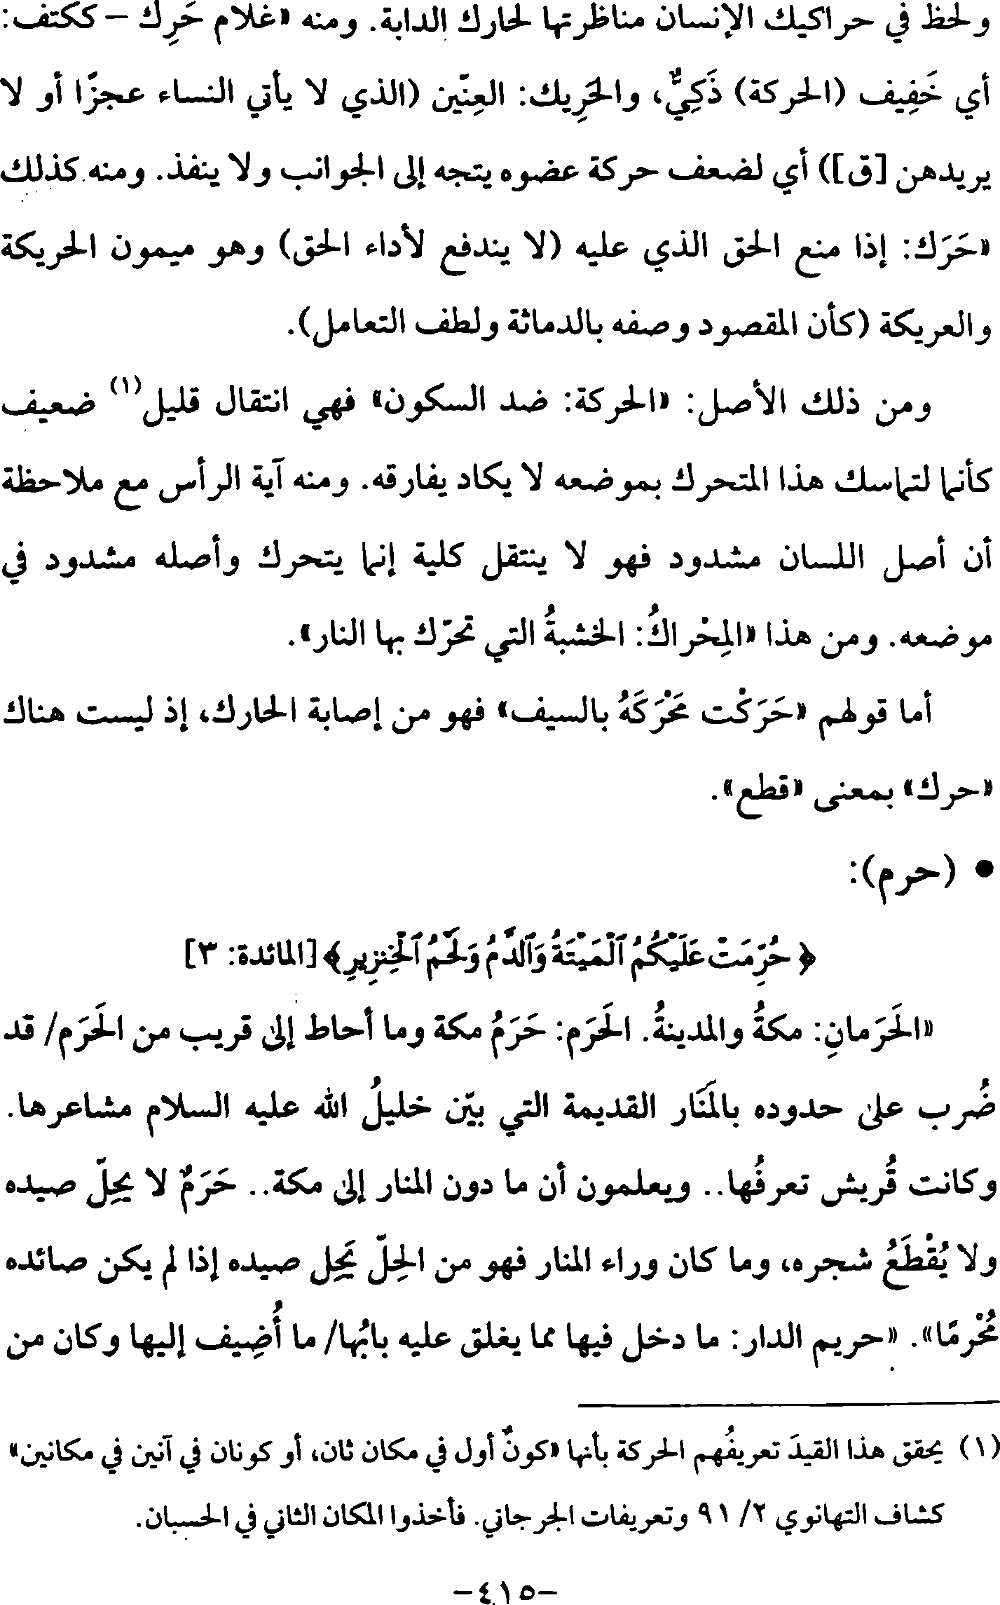 ولحظ في حراكيك الإنسان مناظرتها لحارك الدابة. ومنه «غلام حَرِك – ككتف:
أي خَفِيف (الحركة) ذَكِيٌّ، والحَرِيك: العِنّين (الذي لا يأتي النساء عجزًا أو لا
يريدهن [ق]) أي لضعف حركة عضوه يتجه إلى الجوانب ولا ينفذ. ومنه كذلك
«حَرَك: إذا منع الحق الذي عليه (لا يندفع لأداء الحق) وهو ميمون الحريكة
والعريكة (كأن المقصود وصفه بالدماثة ولطف التعامل).
ومن ذلك الأصل: «الحركة: ضد السكون» فهي انتقال قليل(١) ضعيف
كأنما لتماسك هذا المتحرك بموضعه لا يكاد يفارقه. ومنه آية الرأس مع ملاحظة
أن أصل اللسان مشدود فهو لا ينتقل كلية إنما يتحرك وأصله مشدود في
موضعه. ومن هذا «المِحْراكُ: الخشبةُ التي تحرّك بها النار».
أما قولهم «حَرَكْت مَحْرَكَهُ بالسيف» فهو من إصابة الحارك، إذ ليست هناك
«حرك» بمعنى «قطع».
• (حرم):
﴿حُرِّمَتْ عَلَيْكُمُ ٱلْمَيْتَةُ وَٱلدَّمُ وَلَحْمُ ٱلْخِنزِيرِ﴾ [المائدة: ٣]
«الحَرَمانِ: مكةُ والمدينةُ. الحَرَم: حَرَمُ مكة وما أحاط إلى قريب من الحَرَم/ قد
ضُرب على حدوده بالمَنَار القديمة التي بيّن خليلُ الله عليه السلام مشاعرها.
وكانت قُريش تعرفُها.. ويعلمون أن ما دون المنار إلى مكة.. حَرَمٌ لا يحِلّ صيده
ولا يُقْطَعُ شجره، وما كان وراء المنار فهو من الحِلّ يَحِل صيده إذا لم يكن صائده
مُحْرمًا». «حريم الدار: ما دخل فيها مما يغلق عليه بابُها/ ما أُضِيف إليها وكان من
(١) يحقق هذا القيدَ تعريفُهم الحركة بأنها «كونٌ أول في مكان ثان، أو كونان في آنين في مكانين»
كشاف التهانوي ٢/ ٩١ وتعريفات الجرجاني. فأخذوا المكان الثاني في الحسبان.
-٤١٥-